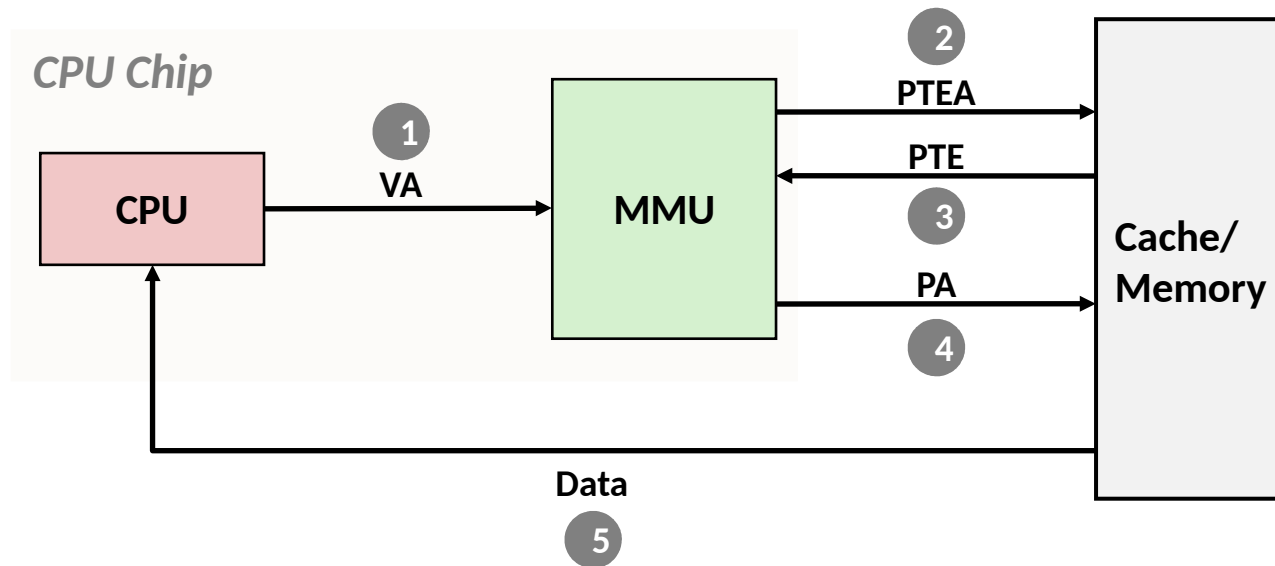 CPU Chip
2
PTEA
1
VA
CPU
MMU
PTE
3
Cache/
Memory
PA
4
Data
5